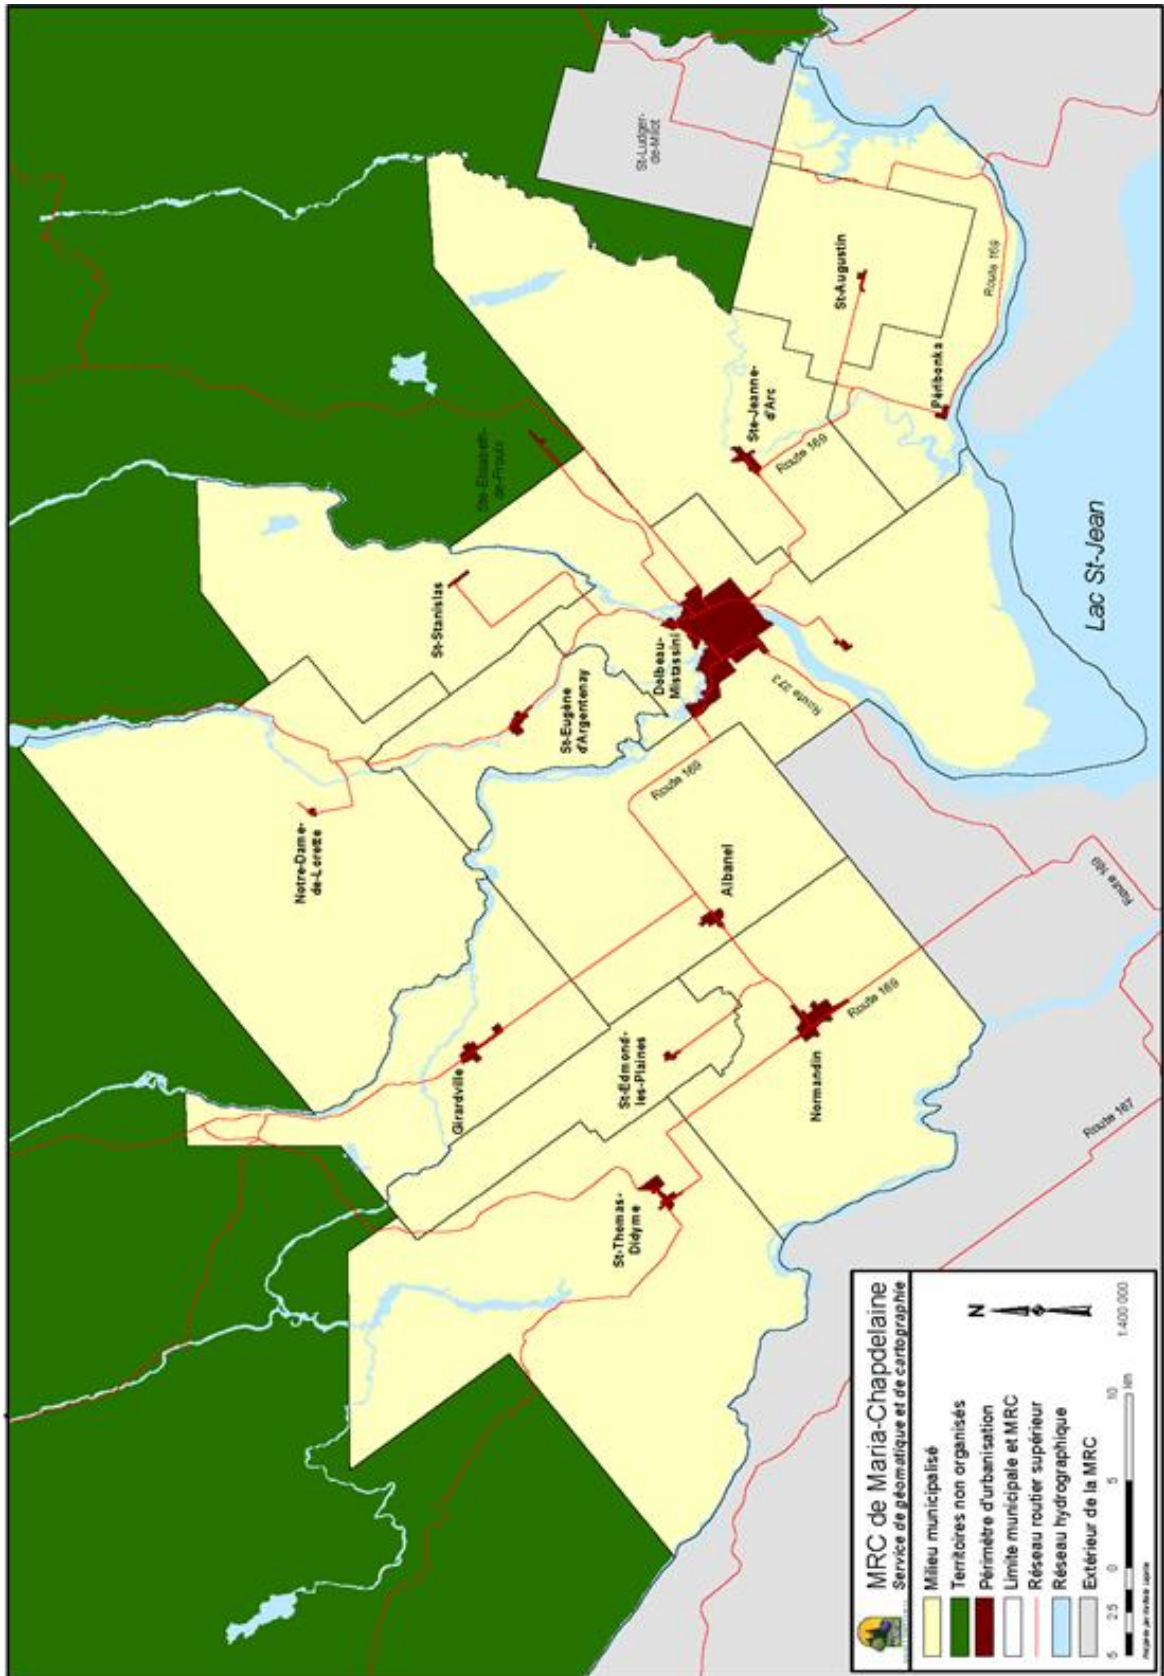 MRC de Maria-Chapdelaine
Service de géomatique et de cartographie
Milieu municipalisé
Territoires non organisés
Périmètre d'urbanisation
Limite municipale et MRC
Réseau routier supérieur
Réseau hydrographique
Extérieur de la MRC
N
5
2.5
0
5
10
km
1:400 000
St-Thomas-
Didyme
Girardville
St-Edmond-
les-Plaines
Normandin
Route 169
Route 167
Albanel
Notre-Dame-
de-Lorette
Route 169
Route 169
St-Eugène
d'Argentenay
St-Stanislas
Dolbeau-
Mistassini
Route 373
Ste-Elisabeth-
de-Proulx
Ste-Jeanne-
d'Arc
Route 169
Péribonka
St-Augustin
Route 169
St-Ludger-
de-Milot
Lac St-Jean